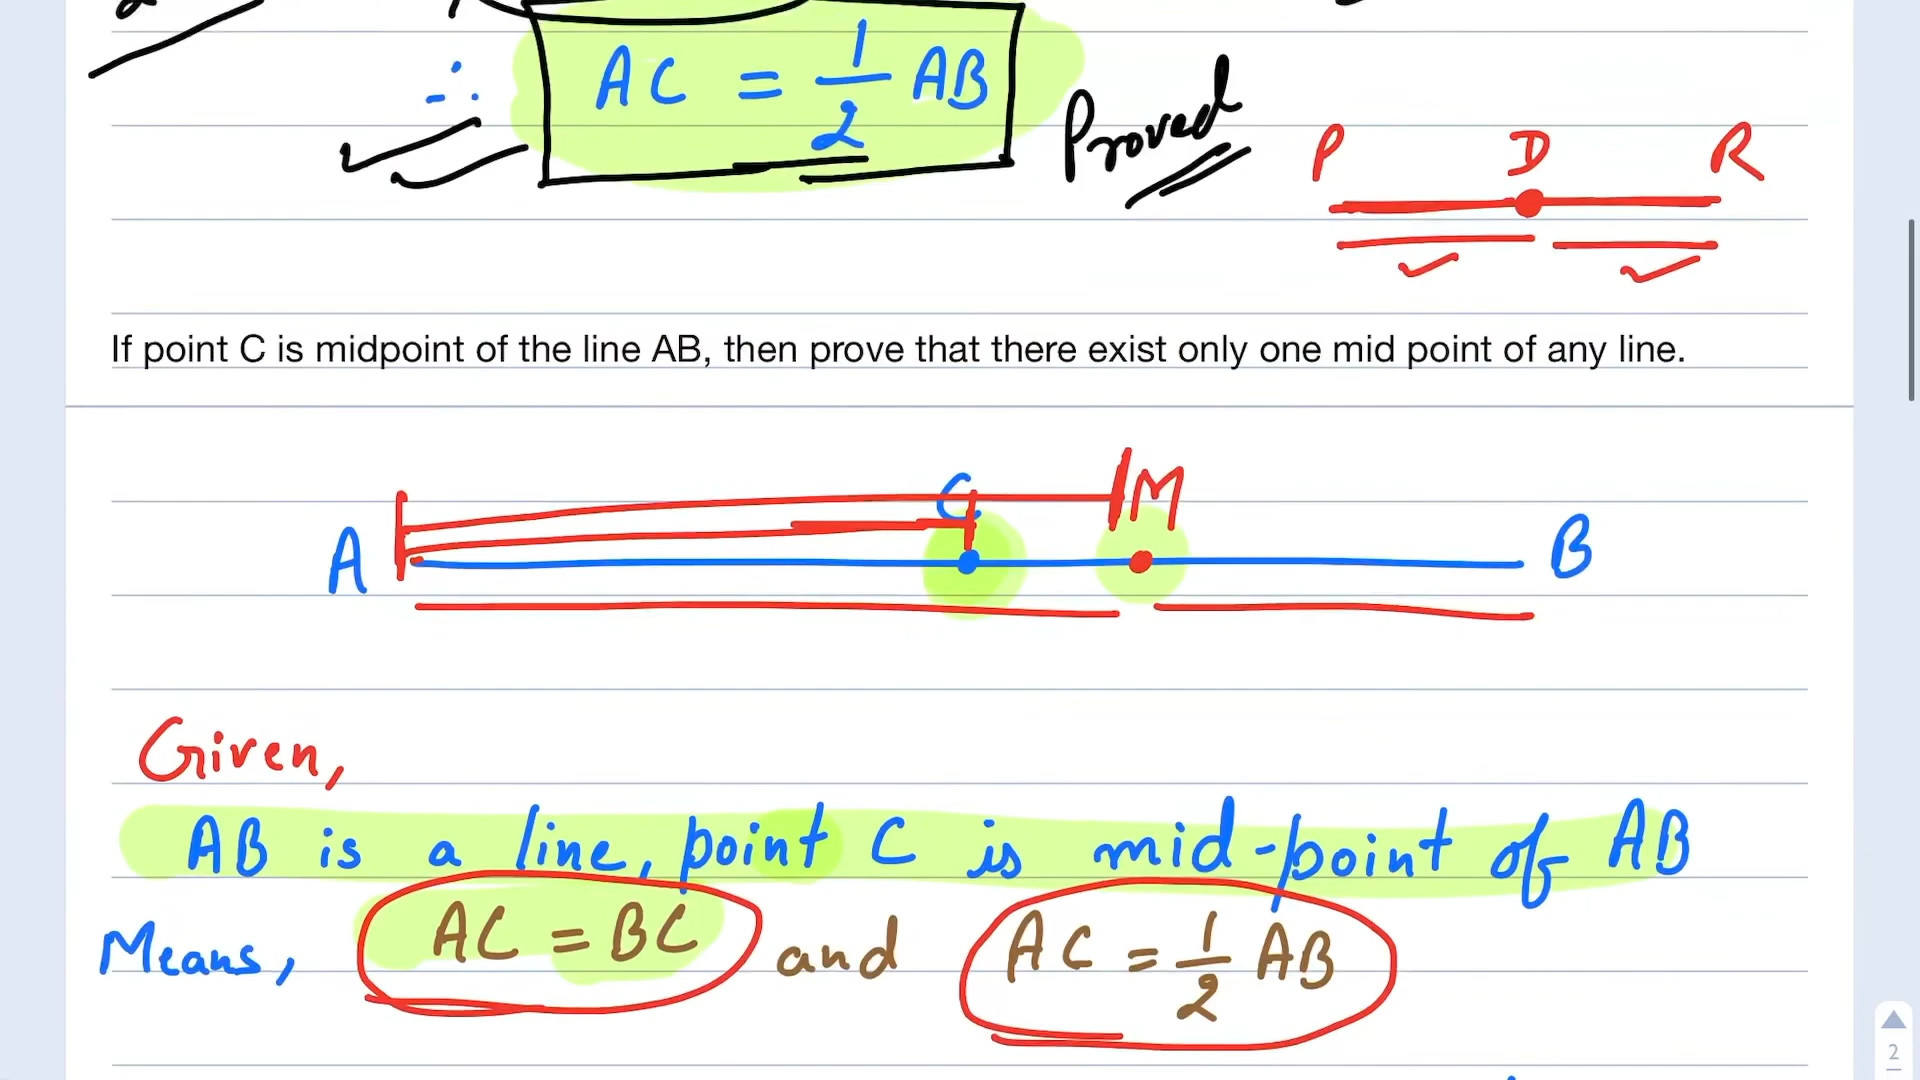 ∴ AC = 1/2 AB Proved
P D R
If point C is midpoint of the line AB, then prove that there exist only one mid point of any line.
C M
A B
Given,
AB is a line, point C is mid-point of AB
Means, AC = BC and AC = 1/2 AB
2